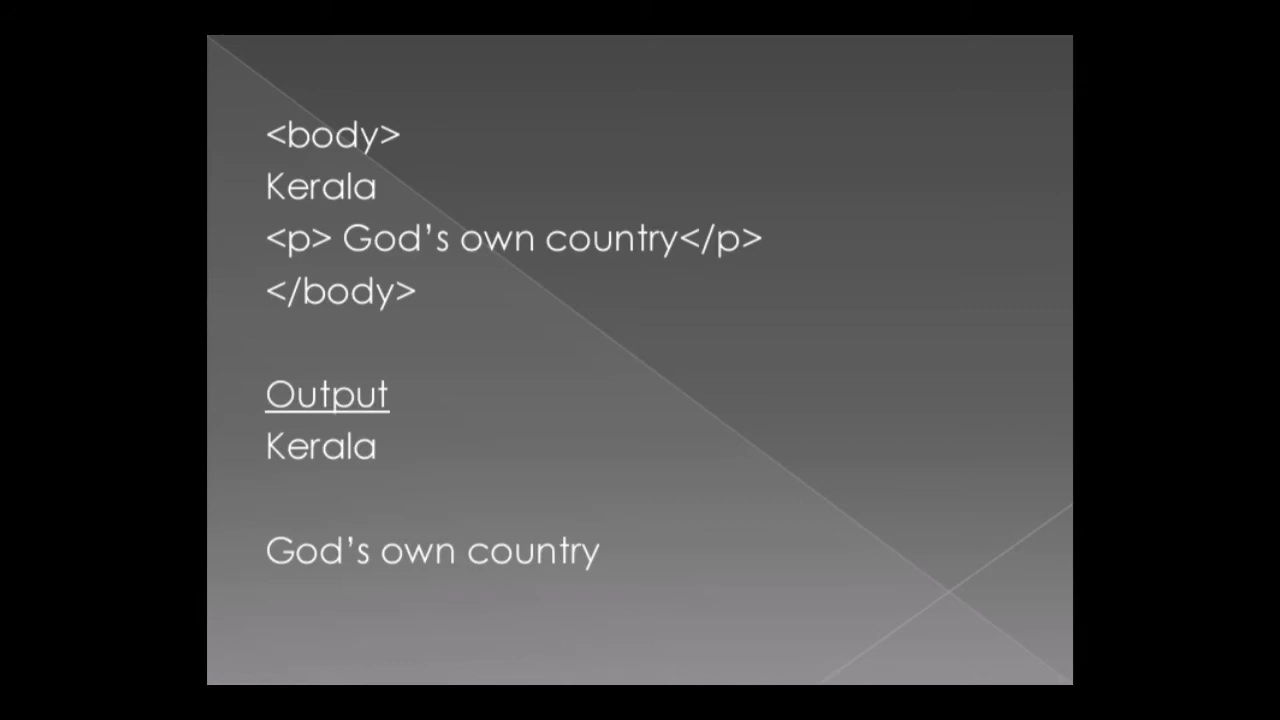 <body>
Kerala
<p> God’s own country</p>
</body>
Output
Kerala
God’s own country